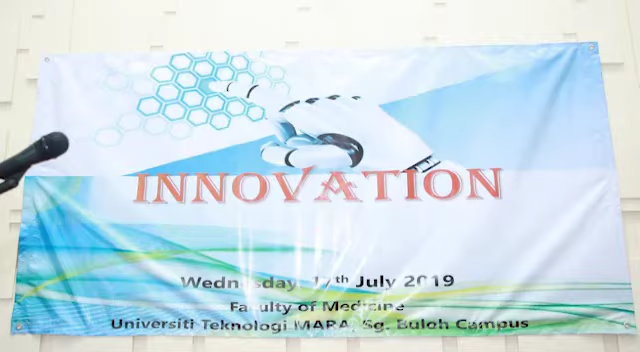 INNOVATION
Wednesday, 17th July 2019
Faculty of Medicine
Universiti Teknologi MARA, Sg. Buloh Campus